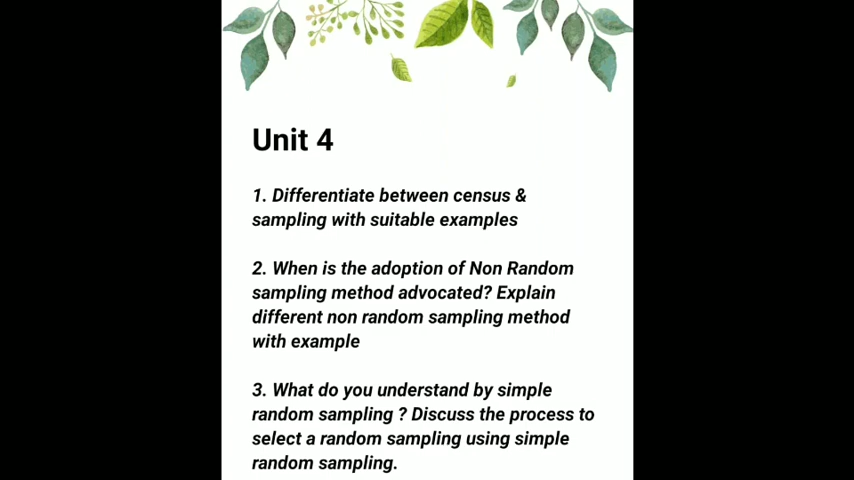 Unit 4
1. Differentiate between census &
sampling with suitable examples
2. When is the adoption of Non Random
sampling method advocated? Explain
different non random sampling method
with example
3. What do you understand by simple
random sampling ? Discuss the process to
select a random sampling using simple
random sampling.